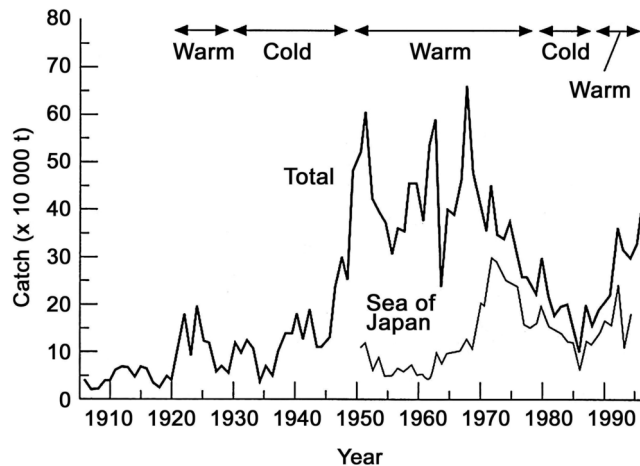 80
70
60
50
40
30
20
10
0
Catch (x 10 000 t)
Warm
Cold
Warm
Cold
Warm
Total
Sea of
Japan
1910 1920 1930 1940 1950 1960 1970 1980 1990
Year